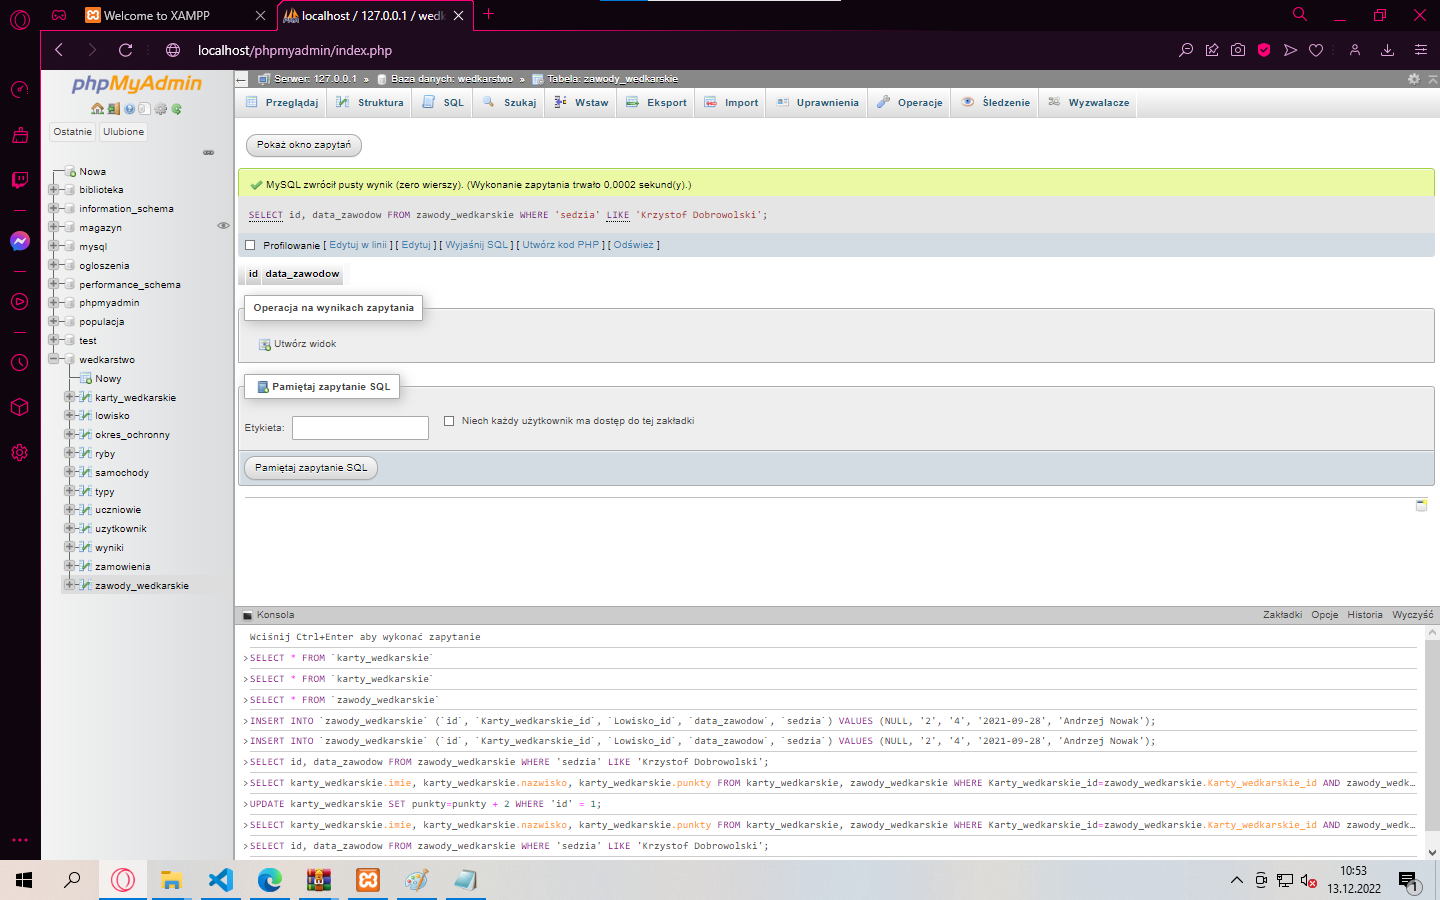 Welcome to XAMPP
localhost / 127.0.0.1 / wedk
localhost/phpmyadmin/index.php
phpMyAdmin
Ostatnie
Ulubione
Nowa
biblioteka
information_schema
magazyn
mysql
ogloszenia
performance_schema
phpmyadmin
populacja
test
wedkarstwo
Nowy
karty_wedkarskie
lowisko
okres_ochronny
ryby
samochody
typy
uczniowie
uzytkownik
wyniki
zamowienia
zawody_wedkarskie
Serwer: 127.0.0.1 » Baza danych: wedkarstwo » Tabela: zawody_wedkarskie
Przeglądaj Struktura SQL Szukaj Wstaw Eksport Import Uprawnienia Operacje Śledzenie Wyzwalacze
Pokaż okno zapytań
MySQL zwrócił pusty wynik (zero wierszy). (Wykonanie zapytania trwało 0,0002 sekund(y).)
SELECT id, data_zawodow FROM zawody_wedkarskie WHERE 'sedzia' LIKE 'Krzystof Dobrowolski';
Profilowanie [ Edytuj w linii ] [ Edytuj ] [ Wyjaśnij SQL ] [ Utwórz kod PHP ] [ Odśwież ]
id data_zawodow
Operacja na wynikach zapytania
Utwórz widok
Pamiętaj zapytanie SQL
Etykieta:
Niech każdy użytkownik ma dostęp do tej zakładki
Pamiętaj zapytanie SQL
Konsola
Zakładki Opcje Historia Wyczyść
Wciśnij Ctrl+Enter aby wykonać zapytanie
>SELECT * FROM `karty_wedkarskie`
>SELECT * FROM `karty_wedkarskie`
>SELECT * FROM `zawody_wedkarskie`
>INSERT INTO `zawody_wedkarskie` (`id`, `Karty_wedkarskie_id`, `Lowisko_id`, `data_zawodow`, `sedzia`) VALUES (NULL, '2', '4', '2021-09-28', 'Andrzej Nowak');
>INSERT INTO `zawody_wedkarskie` (`id`, `Karty_wedkarskie_id`, `Lowisko_id`, `data_zawodow`, `sedzia`) VALUES (NULL, '2', '4', '2021-09-28', 'Andrzej Nowak');
>SELECT id, data_zawodow FROM zawody_wedkarskie WHERE 'sedzia' LIKE 'Krzystof Dobrowolski';
>SELECT karty_wedkarskie.imie, karty_wedkarskie.nazwisko, karty_wedkarskie.punkty FROM karty_wedkarskie, zawody_wedkarskie WHERE Karty_wedkarskie_id=zawody_wedkarskie.Karty_wedkarskie_id AND zawody_wedk…
>UPDATE karty_wedkarskie SET punkty=punkty + 2 WHERE 'id' = 1;
>SELECT karty_wedkarskie.imie, karty_wedkarskie.nazwisko, karty_wedkarskie.punkty FROM karty_wedkarskie, zawody_wedkarskie WHERE Karty_wedkarskie_id=zawody_wedkarskie.Karty_wedkarskie_id AND zawody_wedk…
>SELECT id, data_zawodow FROM zawody_wedkarskie WHERE 'sedzia' LIKE 'Krzystof Dobrowolski';
10:53
13.12.2022
1